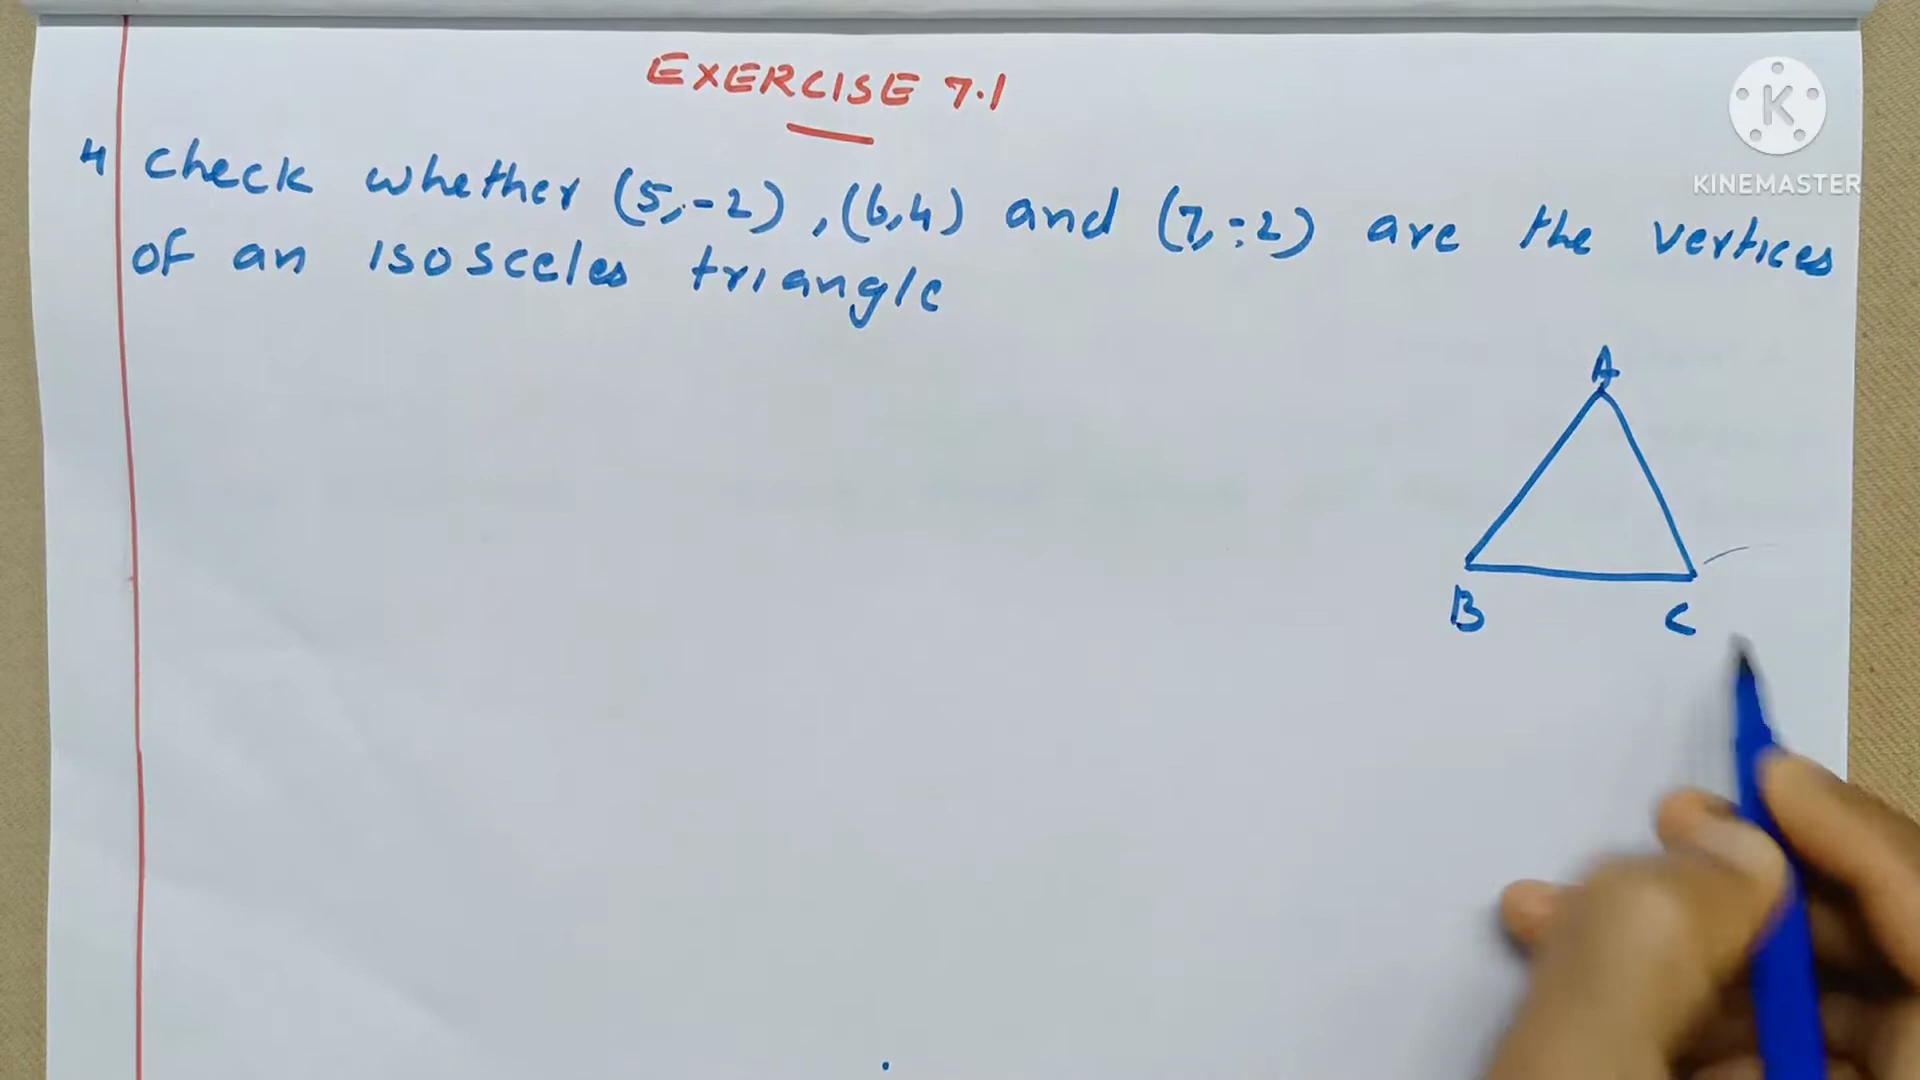 EXERCISE 7.1
4 check whether (5,-2), (6,4) and (7,-2) are the vertices
of an isosceles triangle
A
B
C
K
KINEMASTER